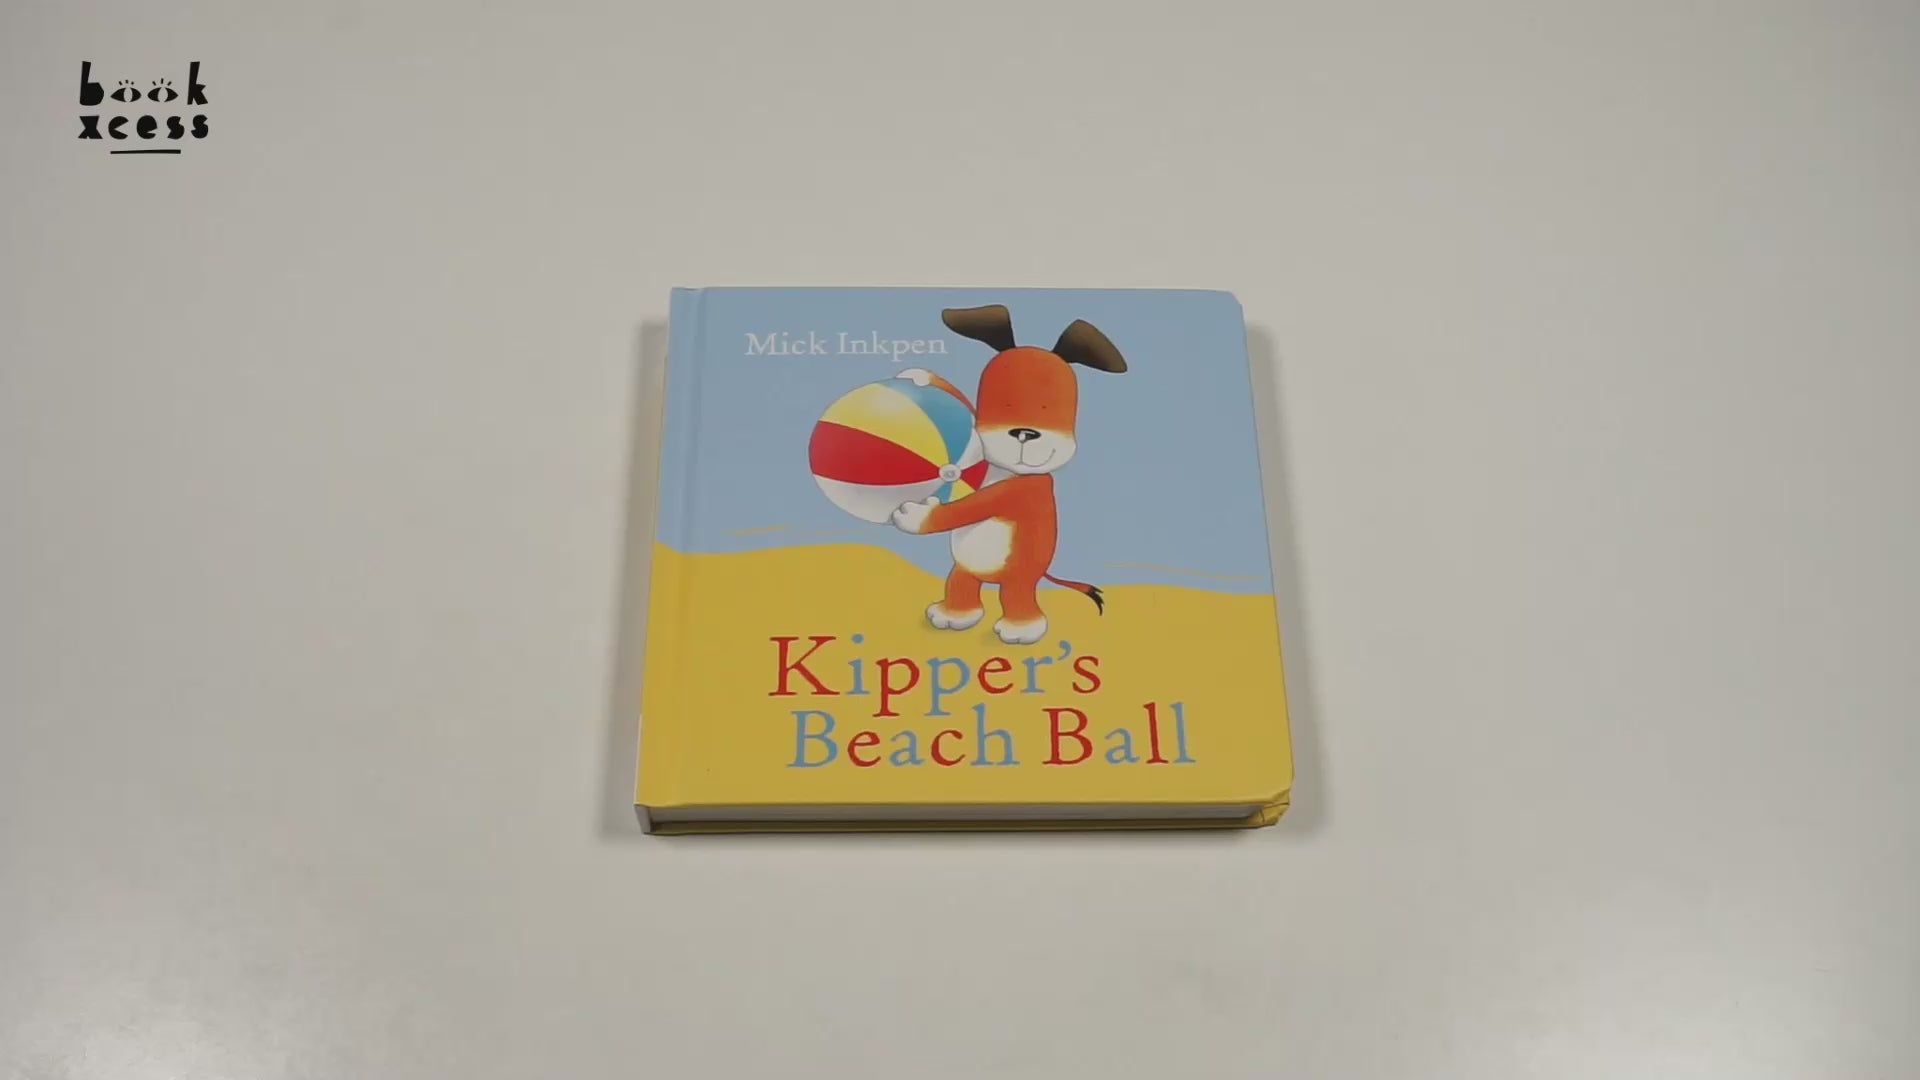 book
xcess
Mick Inkpen
Kipper's
Beach Ball